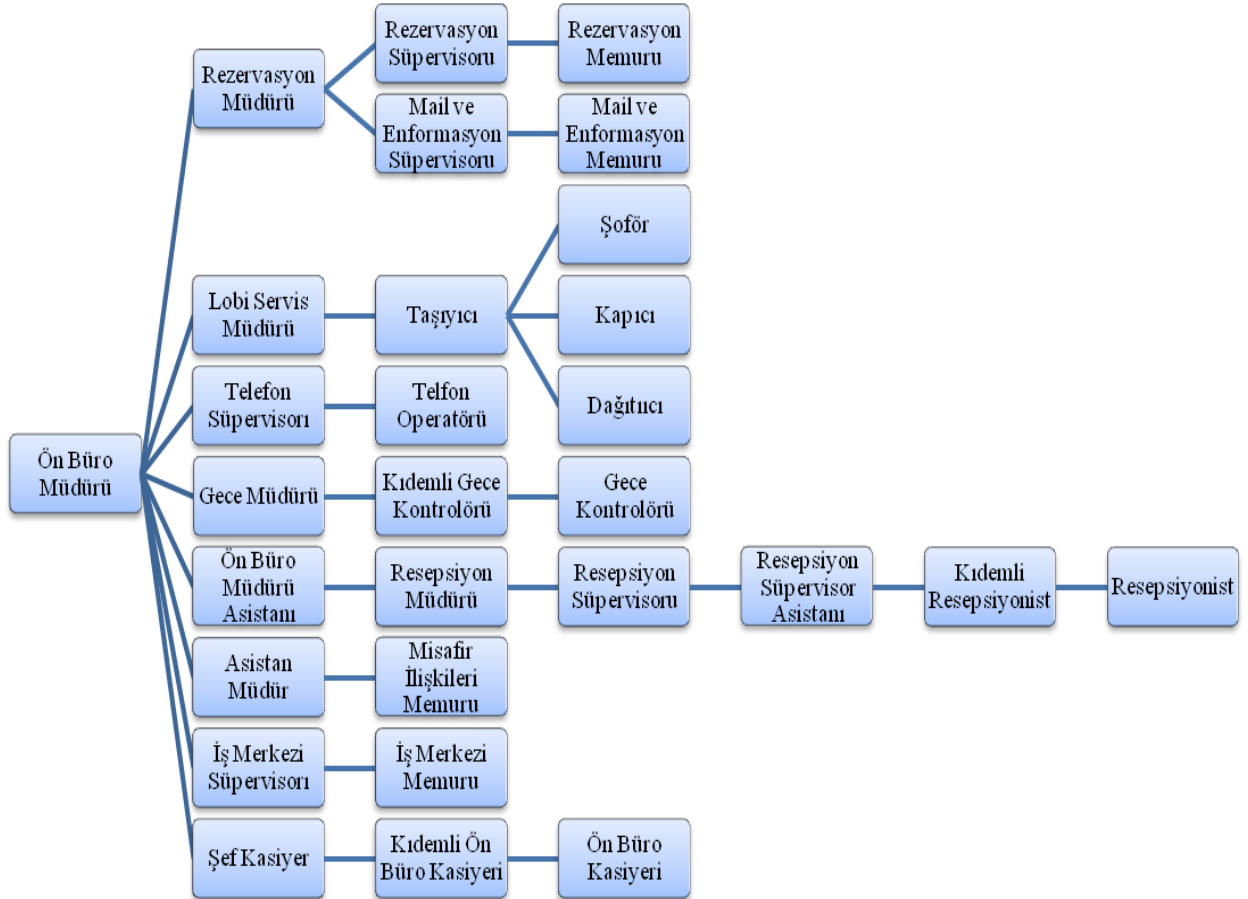 Rezervasyon
Süpervisoru
Rezervasyon
Memuru
Rezervasyon
Müdürü
Mail ve
Enformasyon
Süpervisoru
Mail ve
Enformasyon
Memuru
Şoför
Lobi Servis
Müdürü
Taşıyıcı
Kapıcı
Telefon
Süpervisorı
Telfon
Operatörü
Dağıtııcı
Ön Büro
Müdürü
Gece Müdürü
Kıdemli Gece
Kontrolörü
Gece
Kontrolörü
Ön Büro
Müdürü
Asistanı
Resepsiyon
Müdürü
Resepsiyon
Süpervisoru
Resepsiyon
Süpervisor
Asistanı
Kıdemli
Resepsiyonist
Resepsiyonist
Asistan
Müdür
Misafir
İlişkileri
Memuru
İş Merkezi
Süpervisorı
İş Merkezi
Memuru
Şef Kasiyer
Kıdemli Ön
Büro Kasiyeri
Ön Büro
Kasiyeri